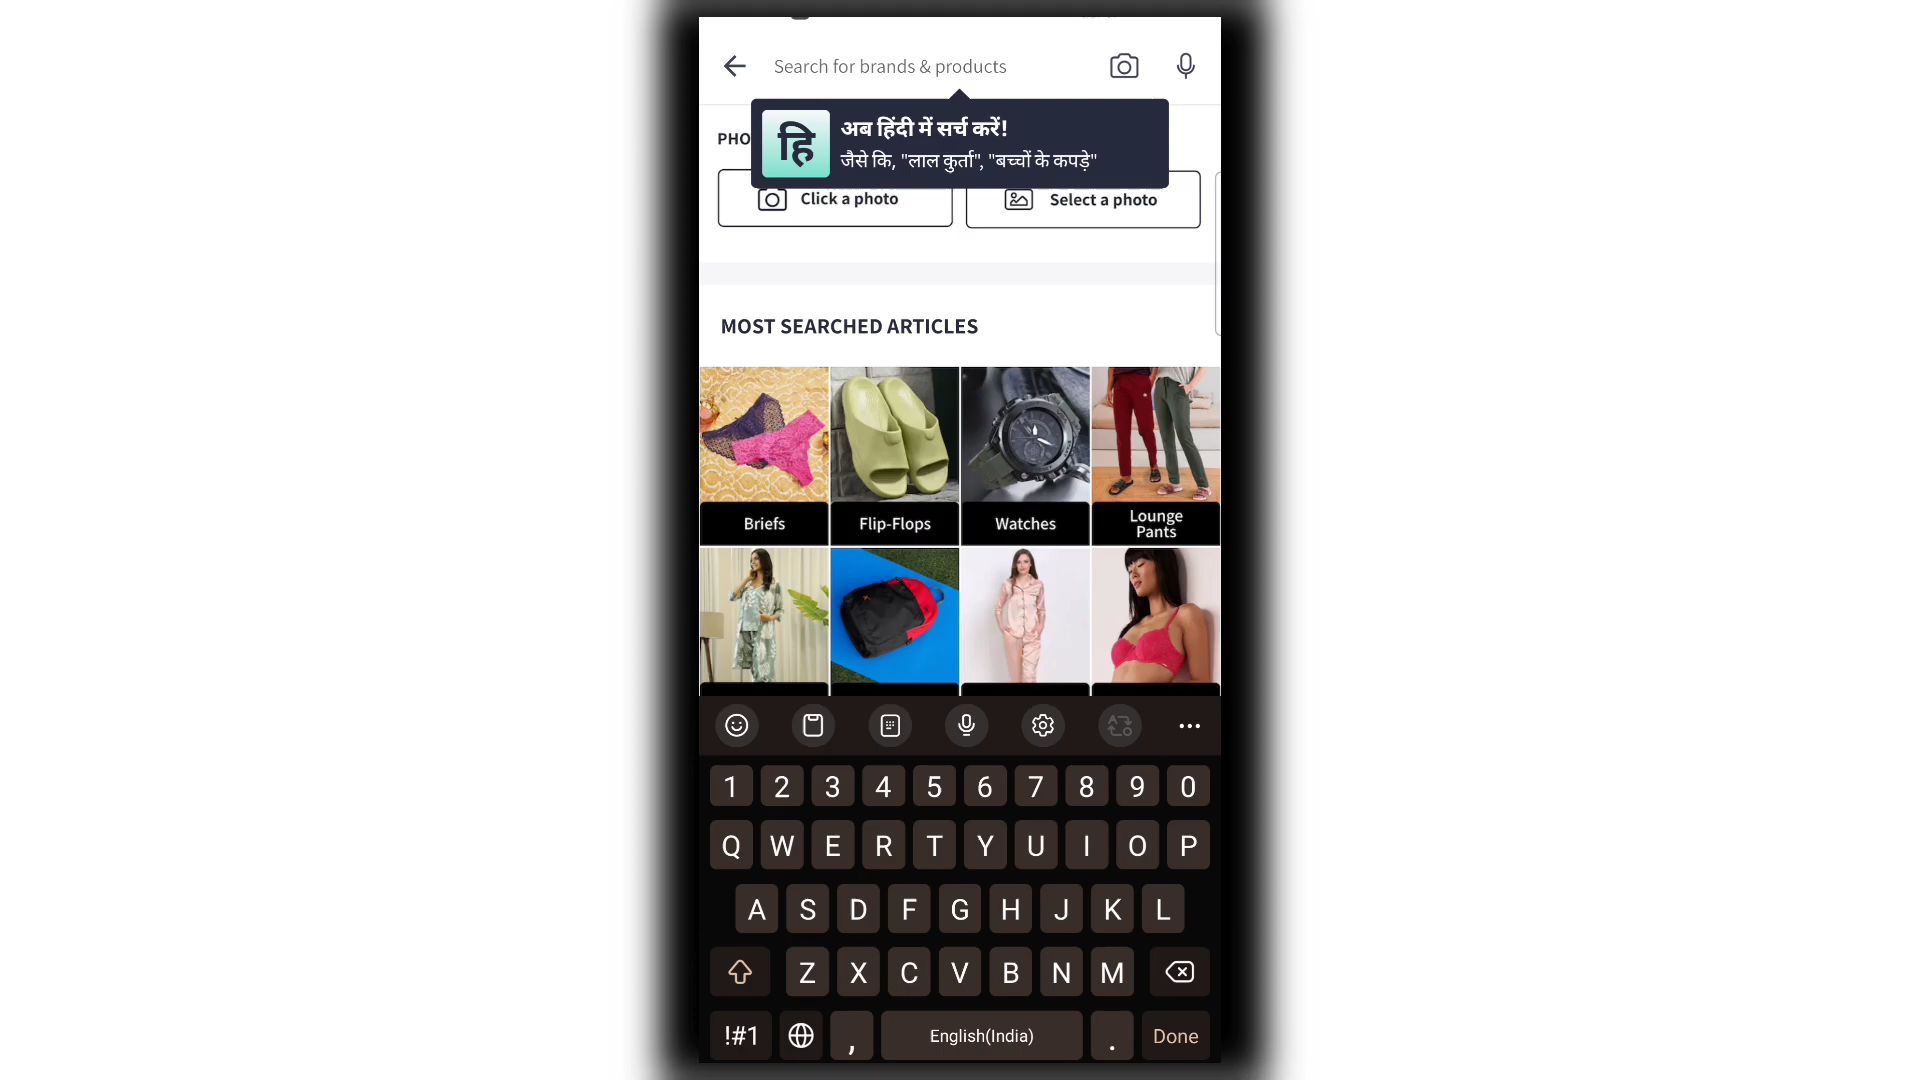 Search for brands & products
अब हिंदी में सर्च करें!
हि
जैसे कि, "लाल कुर्ता", "बच्चों के कपड़े"
PHO
Click a photo
Select a photo
MOST SEARCHED ARTICLES
Briefs
Flip-Flops
Watches
Lounge
Pants
1 2 3 4 5 6 7 8 9 0
Q W E R T Y U I O P
A S D F G H J K L
Z X C V B N M
!#1 , English(India) . Done